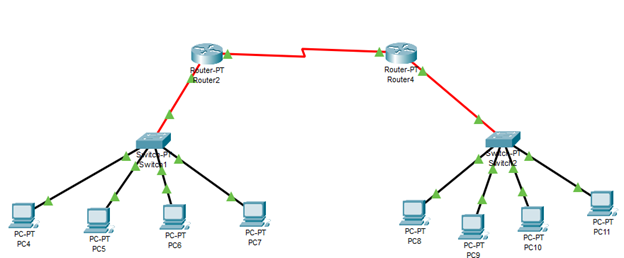 Router-PT
Router2
Router-PT
Router4
Switch-PT
Switch1
Switch-PT
Switch2
PC-PT
PC4
PC-PT
PC5
PC-PT
PC6
PC-PT
PC7
PC-PT
PC8
PC-PT
PC9
PC-PT
PC10
PC-PT
PC11